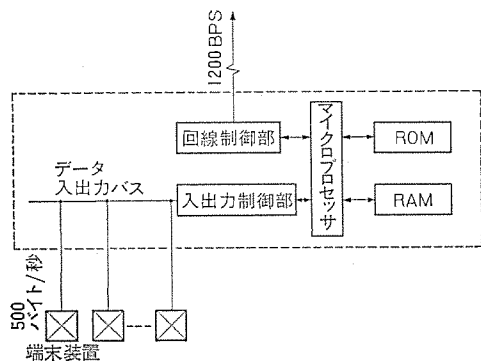 1200BPS
回線制御部
マイクロプロセッサ
ROM
データ
入出力バス
入出力制御部
RAM
500
バイト/秒
端末装置